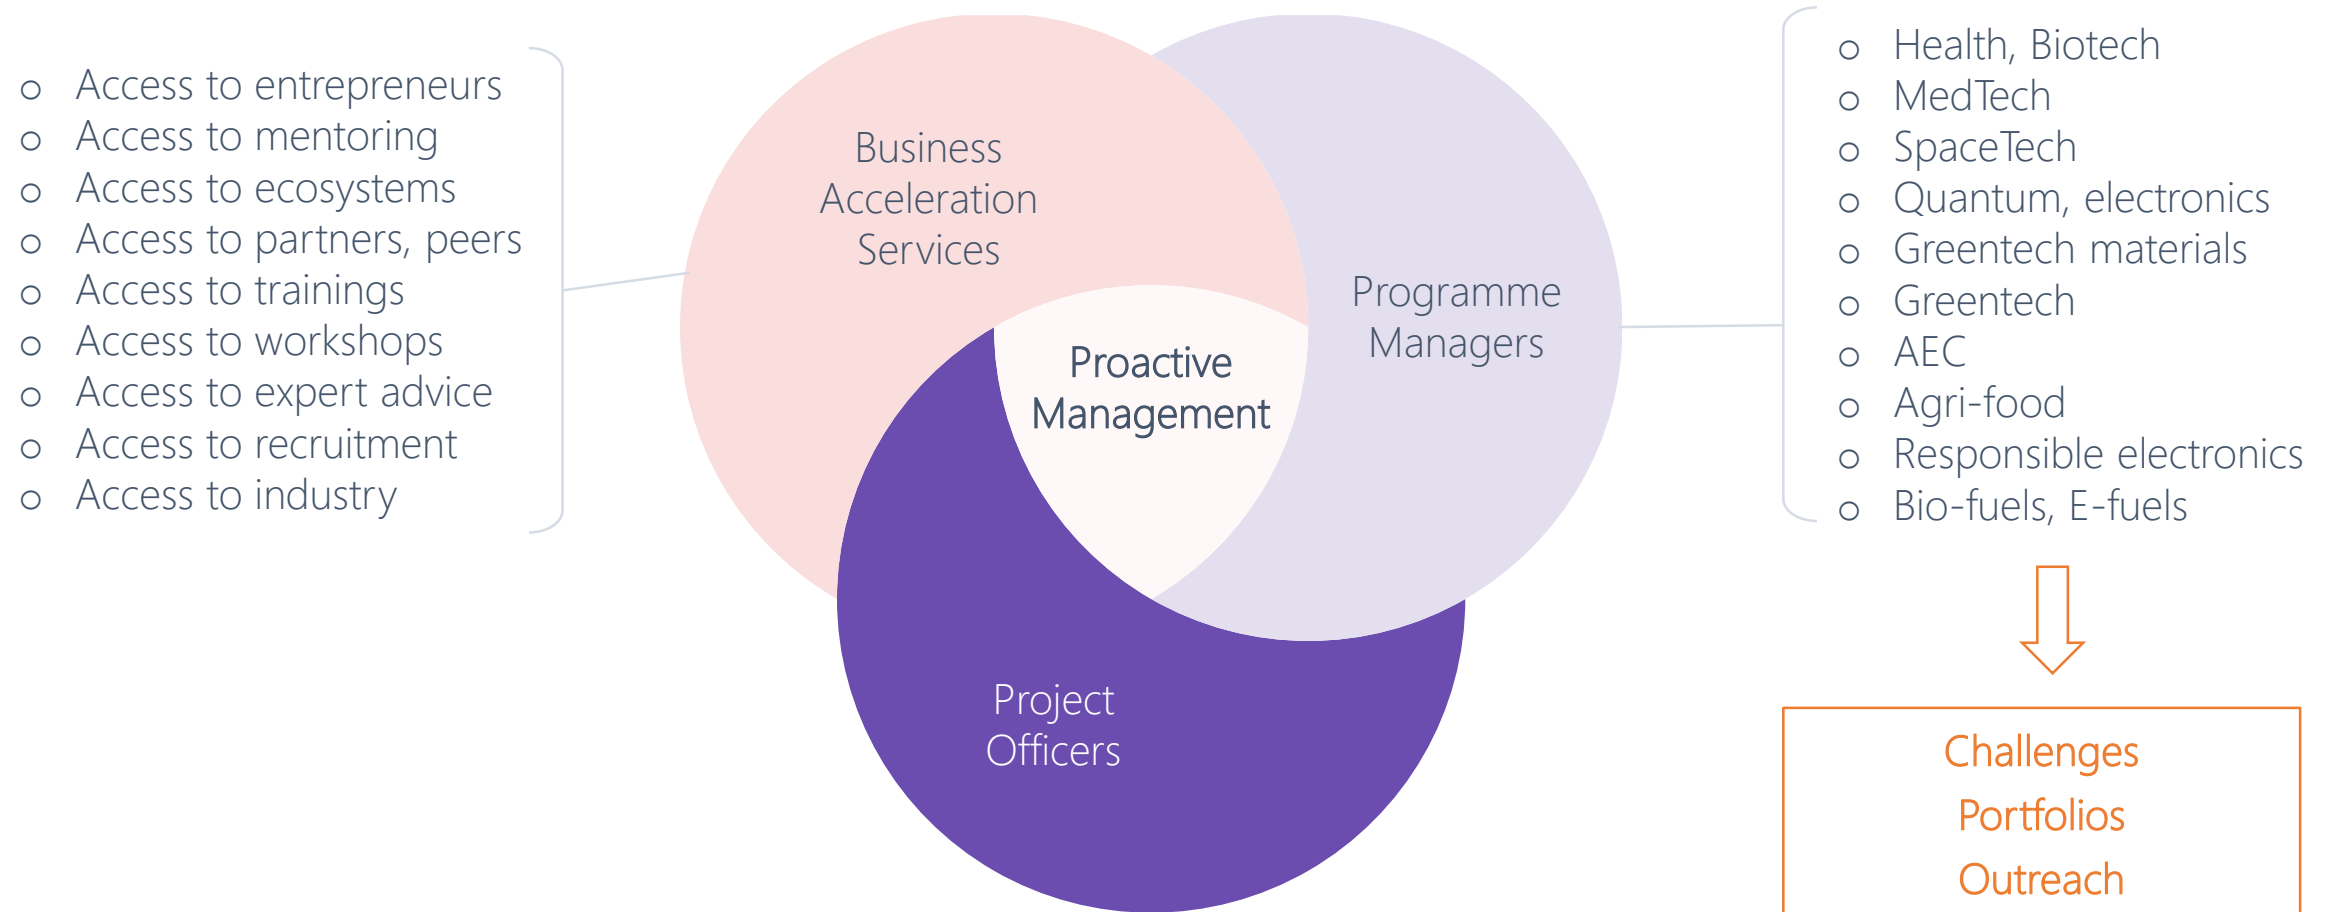 Access to entrepreneurs
Access to mentoring
Access to ecosystems
Access to partners, peers
Access to trainings
Access to workshops
Access to expert advice
Access to recruitment
Access to industry
Business
Acceleration
Services
Programme
Managers
Proactive
Management
Project
Officers
Health, Biotech
MedTech
SpaceTech
Quantum, electronics
Greentech materials
Greentech
AEC
Agri-food
Responsible electronics
Bio-fuels, E-fuels
Challenges
Portfolios
Outreach